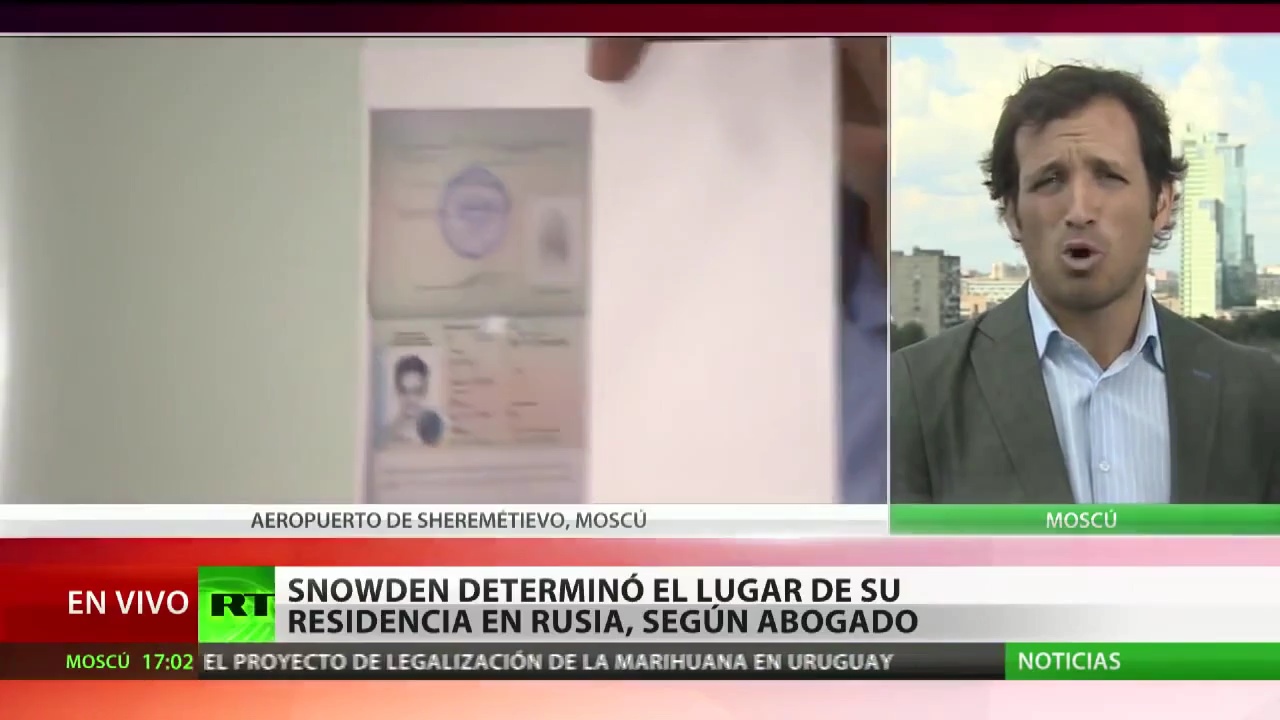 AEROPUERTO DE SHEREMÉTIEVO, MOSCÚ
MOSCÚ
EN VIVO
RT
SNOWDEN DETERMINÓ EL LUGAR DE SU
RESIDENCIA EN RUSIA, SEGÚN ABOGADO
MOSCÚ 17:02
EL PROYECTO DE LEGALIZACIÓN DE LA MARIHUANA EN URUGUAY
NOTICIAS